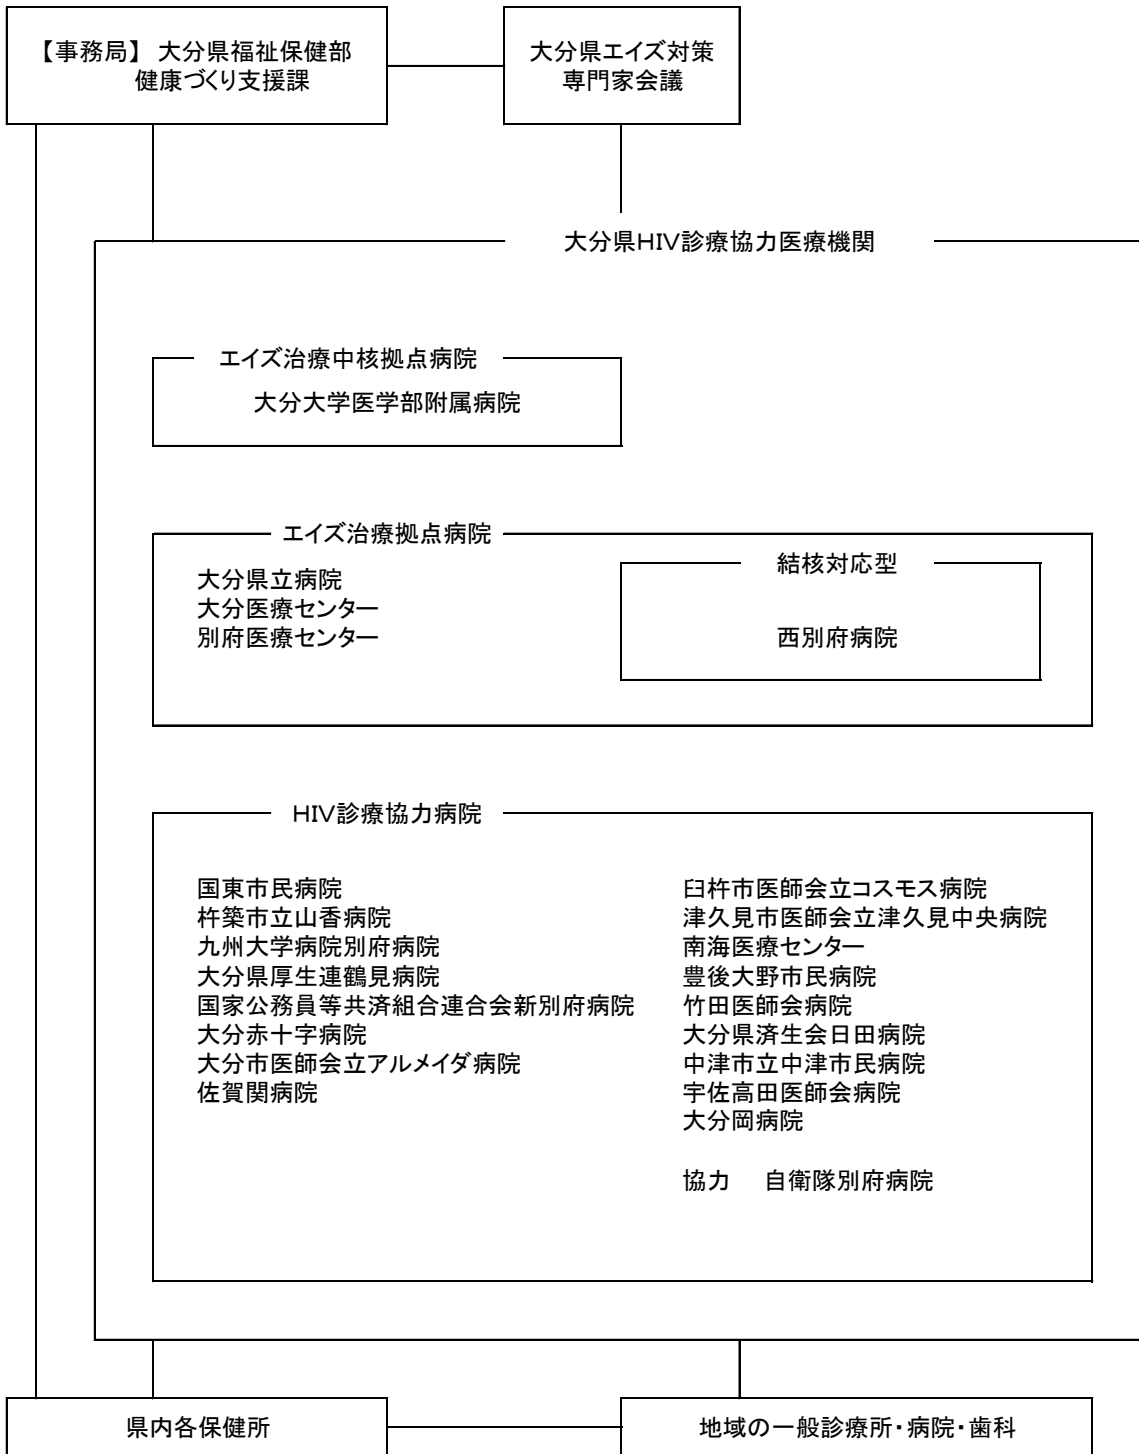 【事務局】 大分県福祉保健部
健康づくり支援課
大分県エイズ対策
専門家会議
大分県HIV診療協力医療機関
エイズ治療中核拠点病院
大分大学医学部附属病院
エイズ治療拠点病院
大分県立病院
大分医療センター
別府医療センター
結核対応型
西別府病院
HIV診療協力病院
国東市民病院
杵築市立山香病院
九州大学病院別府病院
大分県厚生連鶴見病院
国家公務員等共済組合連合会新別府病院
大分赤十字病院
大分市医師会立アルメイダ病院
佐賀関病院
臼杵市医師会立コスモス病院
津久見市医師会立津久見中央病院
南海医療センター
豊後大野市民病院
竹田医師会病院
大分県済生会日田病院
中津市立中津市民病院
宇佐高田医師会病院
大分岡病院
協力 自衛隊別府病院
県内各保健所
地域の一般診療所・病院・歯科